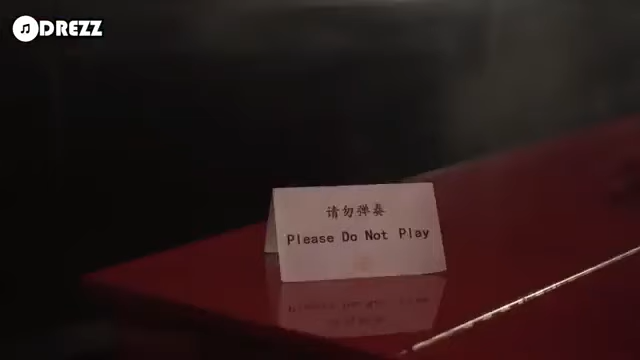 DREZZ
请勿弹奏
Please Do Not Play